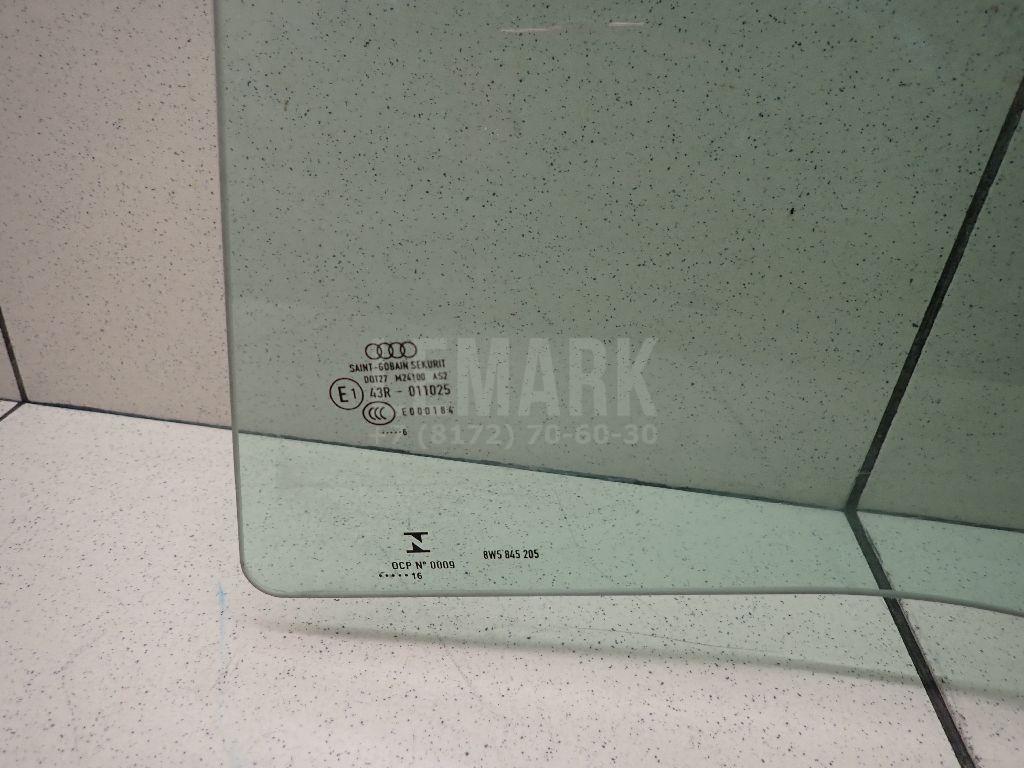 SAINT-GOBAIN SEKURIT
DOT27 M24100 AS2
E1 43R - 011025
CCC E000184
·····6
EMARK
(8172) 70-60-30
OCP N° 0009
·····16
8W5 845 205